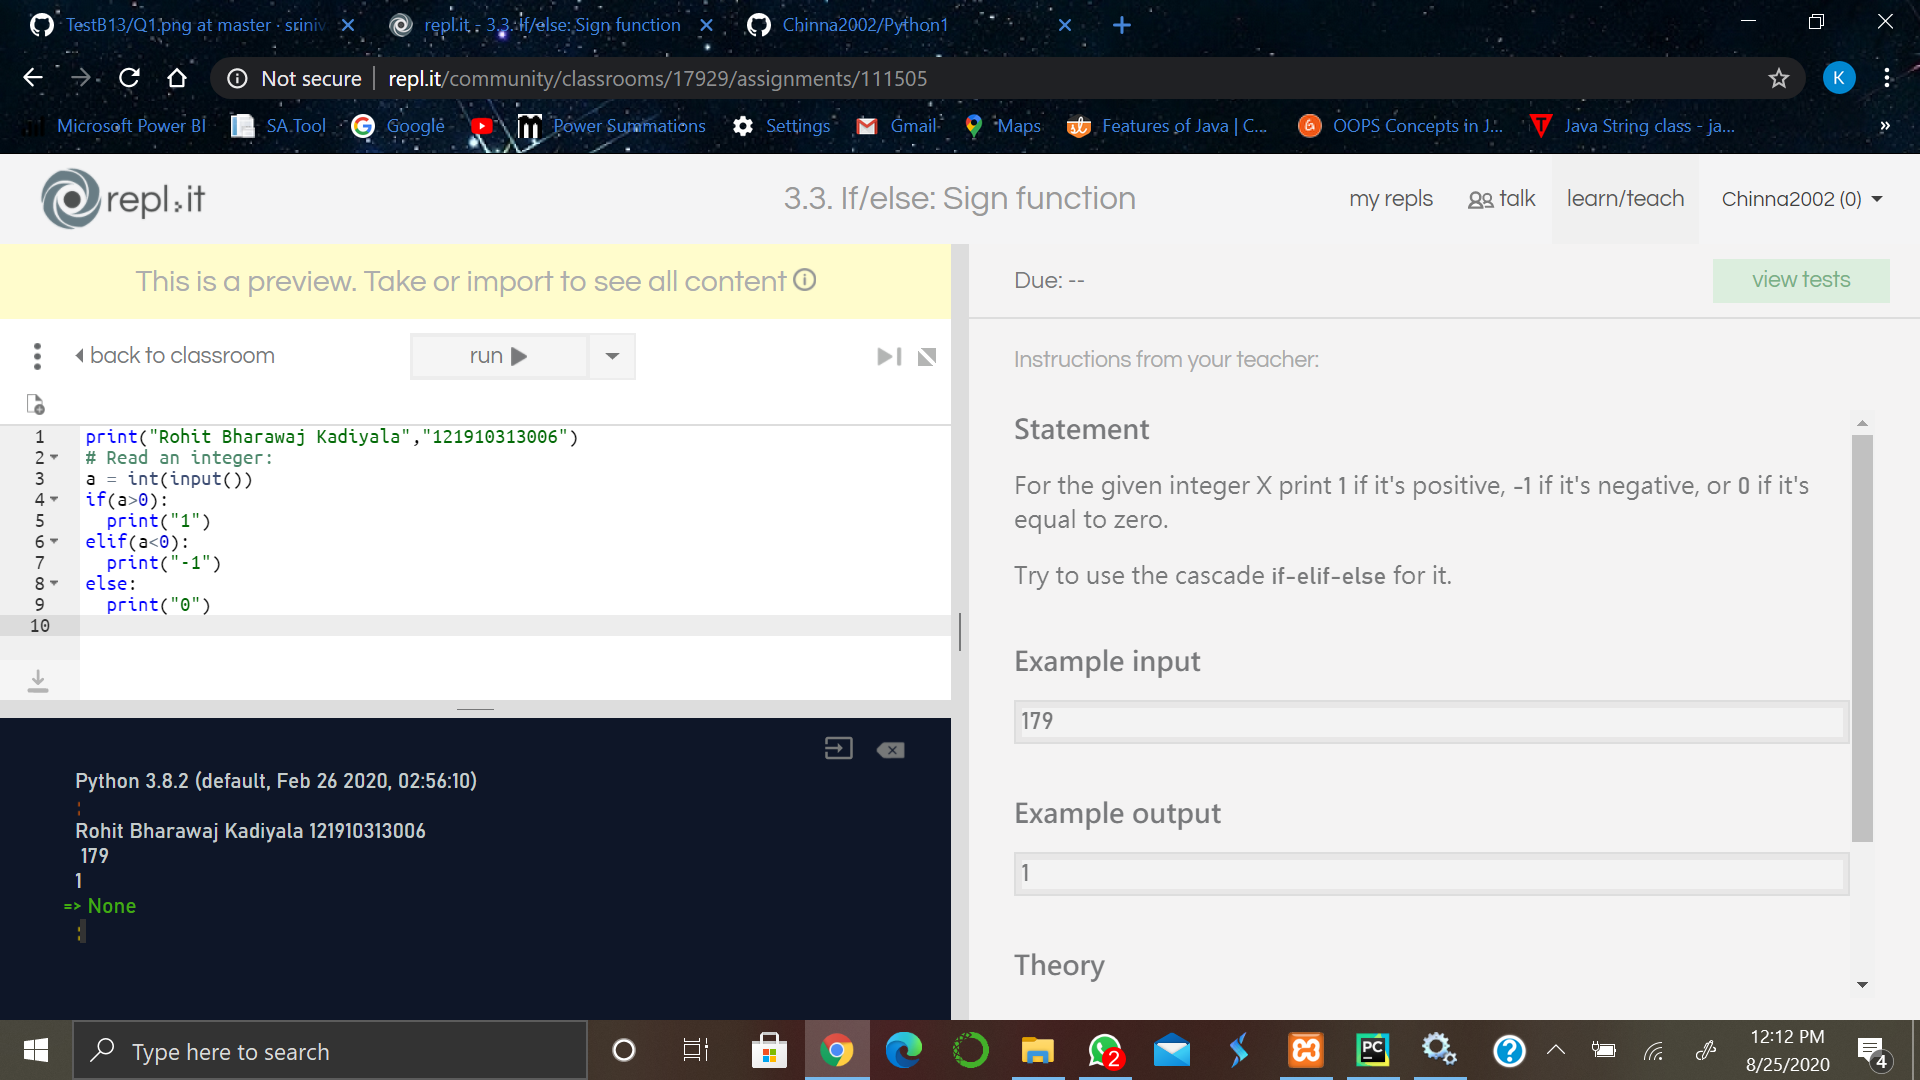 TestB13/Q1.png at master · sriniv
repl.it - 3.3. If/else: Sign function
Chinna2002/Python1
Not secure
repl.it/community/classrooms/17929/assignments/111505
K
Microsoft Power BI
SA Tool
Google
Power Summations
Settings
Gmail
Maps
Features of Java | C...
OOPS Concepts in J...
Java String class - ja...
»
repl.it
3.3. If/else: Sign function
my repls
talk
learn/teach
Chinna2002 (0)
This is a preview. Take or import to see all content
back to classroom
run
1 print("Rohit Bharawaj Kadiyala","121910313006")
2 # Read an integer:
3 a = int(input())
4 if(a>0):
5 print("1")
6 elif(a<0):
7 print("-1")
8 else:
9 print("0")
10
Python 3.8.2 (default, Feb 26 2020, 02:56:10)
Rohit Bharawaj Kadiyala 121910313006
179
1
=> None
Due: --
view tests
Instructions from your teacher:
Statement
For the given integer X print 1 if it's positive, -1 if it's negative, or 0 if it's
equal to zero.
Try to use the cascade if-elif-else for it.
Example input
179
Example output
1
Theory
Type here to search
2
PC
12:12 PM
8/25/2020
4